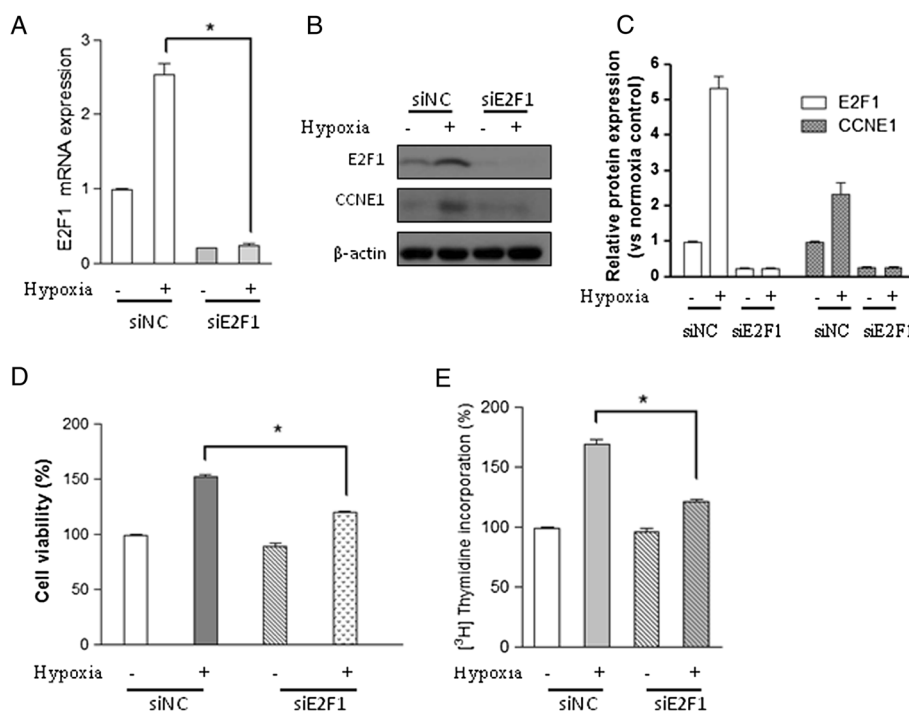 A
E2F1 mRNA expression
3
2
1
0
*
Hypoxia - + - +
siNC siE2F1
B
siNC siE2F1
Hypoxia - + - +
E2F1
CCNE1
β-actin
C
Relative protein expression
(vs normoxia control)
6
5
4
3
2
1
0
E2F1
CCNE1
Hypoxia - + - + - + - +
siNC siE2F1 siNC siE2F1
D
Cell viability (%)
200
150
100
50
0
*
Hypoxia - + - +
siNC siE2F1
E
[³H] Thymidine incorporation (%)
200
150
100
50
0
*
Hypoxia - + - +
siNC siE2F1